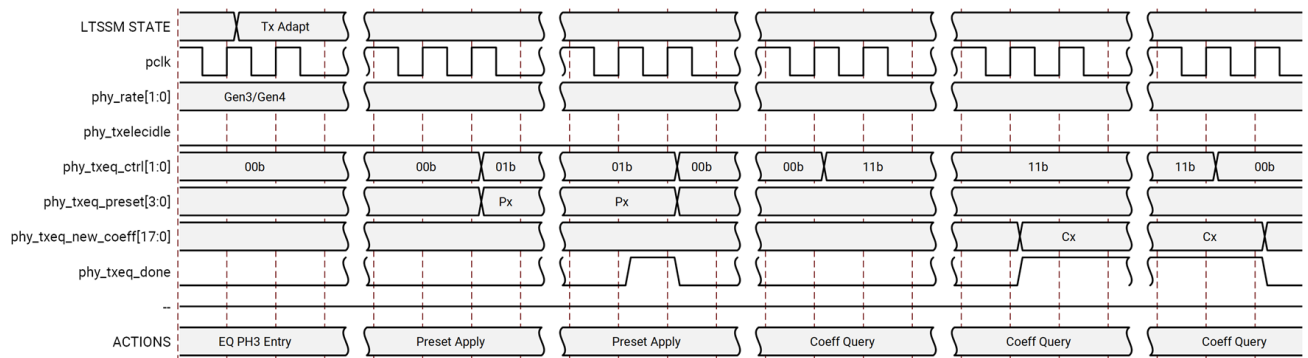 LTSSM STATE Tx Adapt
pclk
phy_rate[1:0] Gen3/Gen4
phy_txelecidle
phy_txeq_ctrl[1:0] 00b 00b 01b 01b 00b 00b 11b 11b 11b 00b
phy_txeq_preset[3:0] Px Px
phy_txeq_new_coeff[17:0] Cx Cx
phy_txeq_done
--
ACTIONS EQ PH3 Entry Preset Apply Preset Apply Coeff Query Coeff Query Coeff Query